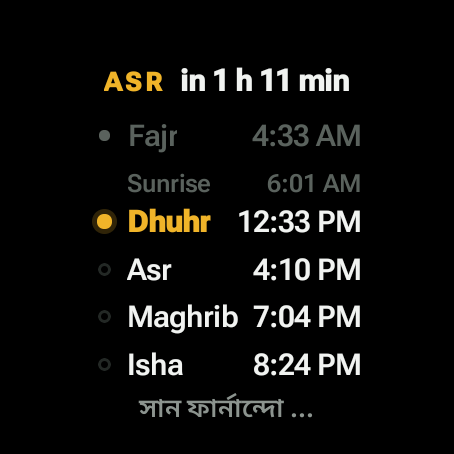 ASR in 1 h 11 min
Fajr 4:33 AM
Sunrise 6:01 AM
Dhuhr 12:33 PM
Asr 4:10 PM
Maghrib 7:04 PM
Isha 8:24 PM
সান ফার্নান্দো ...